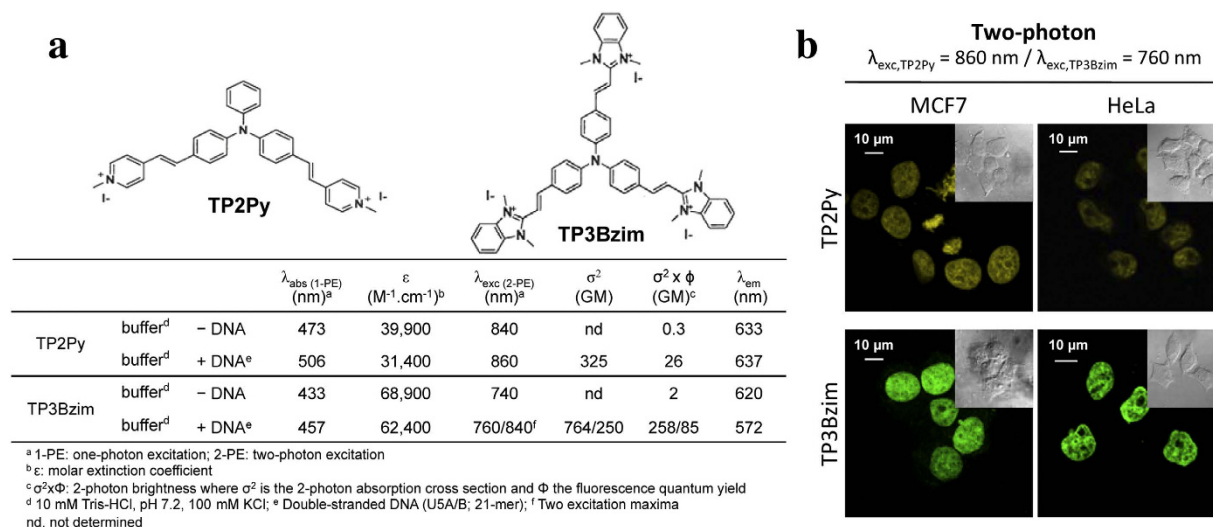 a
N
N
+
I-
N
+
I-
TP2Py
N
N+
I-
N
N
N+
I-
N
N+
I-
TP3Bzim
λabs (1-PE) (nm)a ε (M-1.cm-1)b λexc (2-PE) (nm)a σ2 (GM) σ2 x ϕ (GM)c λem (nm)
TP2Py bufferd − DNA 473 39,900 840 nd 0.3 633
bufferd + DNAe 506 31,400 860 325 26 637
TP3Bzim bufferd − DNA 433 68,900 740 nd 2 620
bufferd + DNAe 457 62,400 760/840f 764/250 258/85 572
a 1-PE: one-photon excitation; 2-PE: two-photon excitation
b ε: molar extinction coefficient
c σ2xΦ: 2-photon brightness where σ2 is the 2-photon absorption cross section and Φ the fluorescence quantum yield
d 10 mM Tris-HCl, pH 7.2, 100 mM KCl; e Double-stranded DNA (U5A/B; 21-mer); f Two excitation maxima
nd, not determined
b
Two-photon
λexc,TP2Py = 860 nm / λexc,TP3Bzim = 760 nm
MCF7 HeLa
TP2Py
10 μm 10 μm
TP3Bzim
10 μm 10 μm